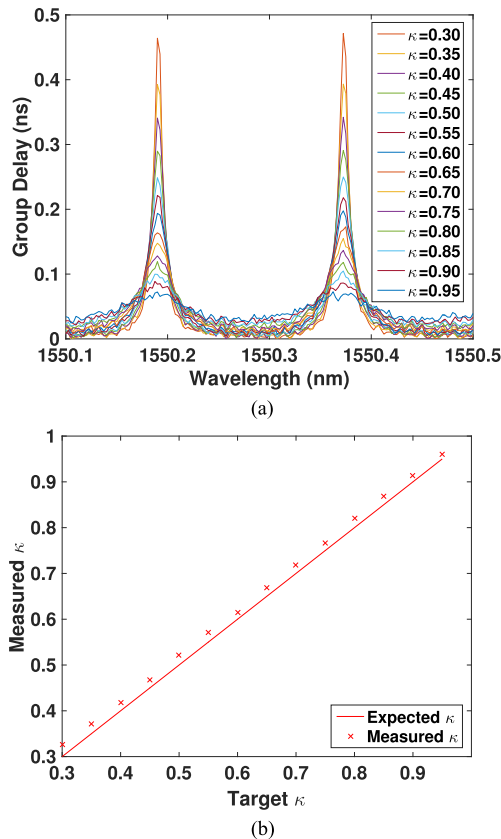 0.5
0.4
0.3
0.2
0.1
0
Group Delay (ns)
κ=0.30
κ=0.35
κ=0.40
κ=0.45
κ=0.50
κ=0.55
κ=0.60
κ=0.65
κ=0.70
κ=0.75
κ=0.80
κ=0.85
κ=0.90
κ=0.95
1550.1 1550.2 1550.3 1550.4 1550.5
Wavelength (nm)
(a)
1
0.9
0.8
0.7
0.6
0.5
0.4
0.3
Measured κ
Expected κ
Measured κ
0.3 0.4 0.5 0.6 0.7 0.8 0.9
Target κ
(b)